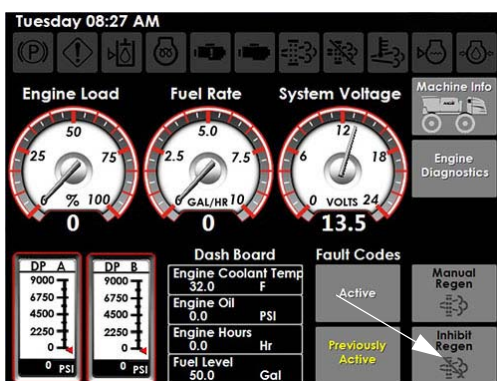 Tuesday 08:27 AM
Engine Load
Fuel Rate
System Voltage
Machine Info
50
25
75
0
% 100
0
5.0
2.5
7.5
0
GAL/HR 10
0
12
6
18
0 VOLTS 24
13.5
Engine
Diagnostics
DP A
9000
6750
4500
2250
0
0 PSI
DP B
9000
6750
4500
2250
0
0 PSI
Dash Board
Engine Coolant Temp
32.0 F
Engine Oil
0.0 PSI
Engine Hours
0.0 Hr
Fuel Level
50.0 Gal
Fault Codes
Active
Previously
Active
Manual
Regen
Inhibit
Regen